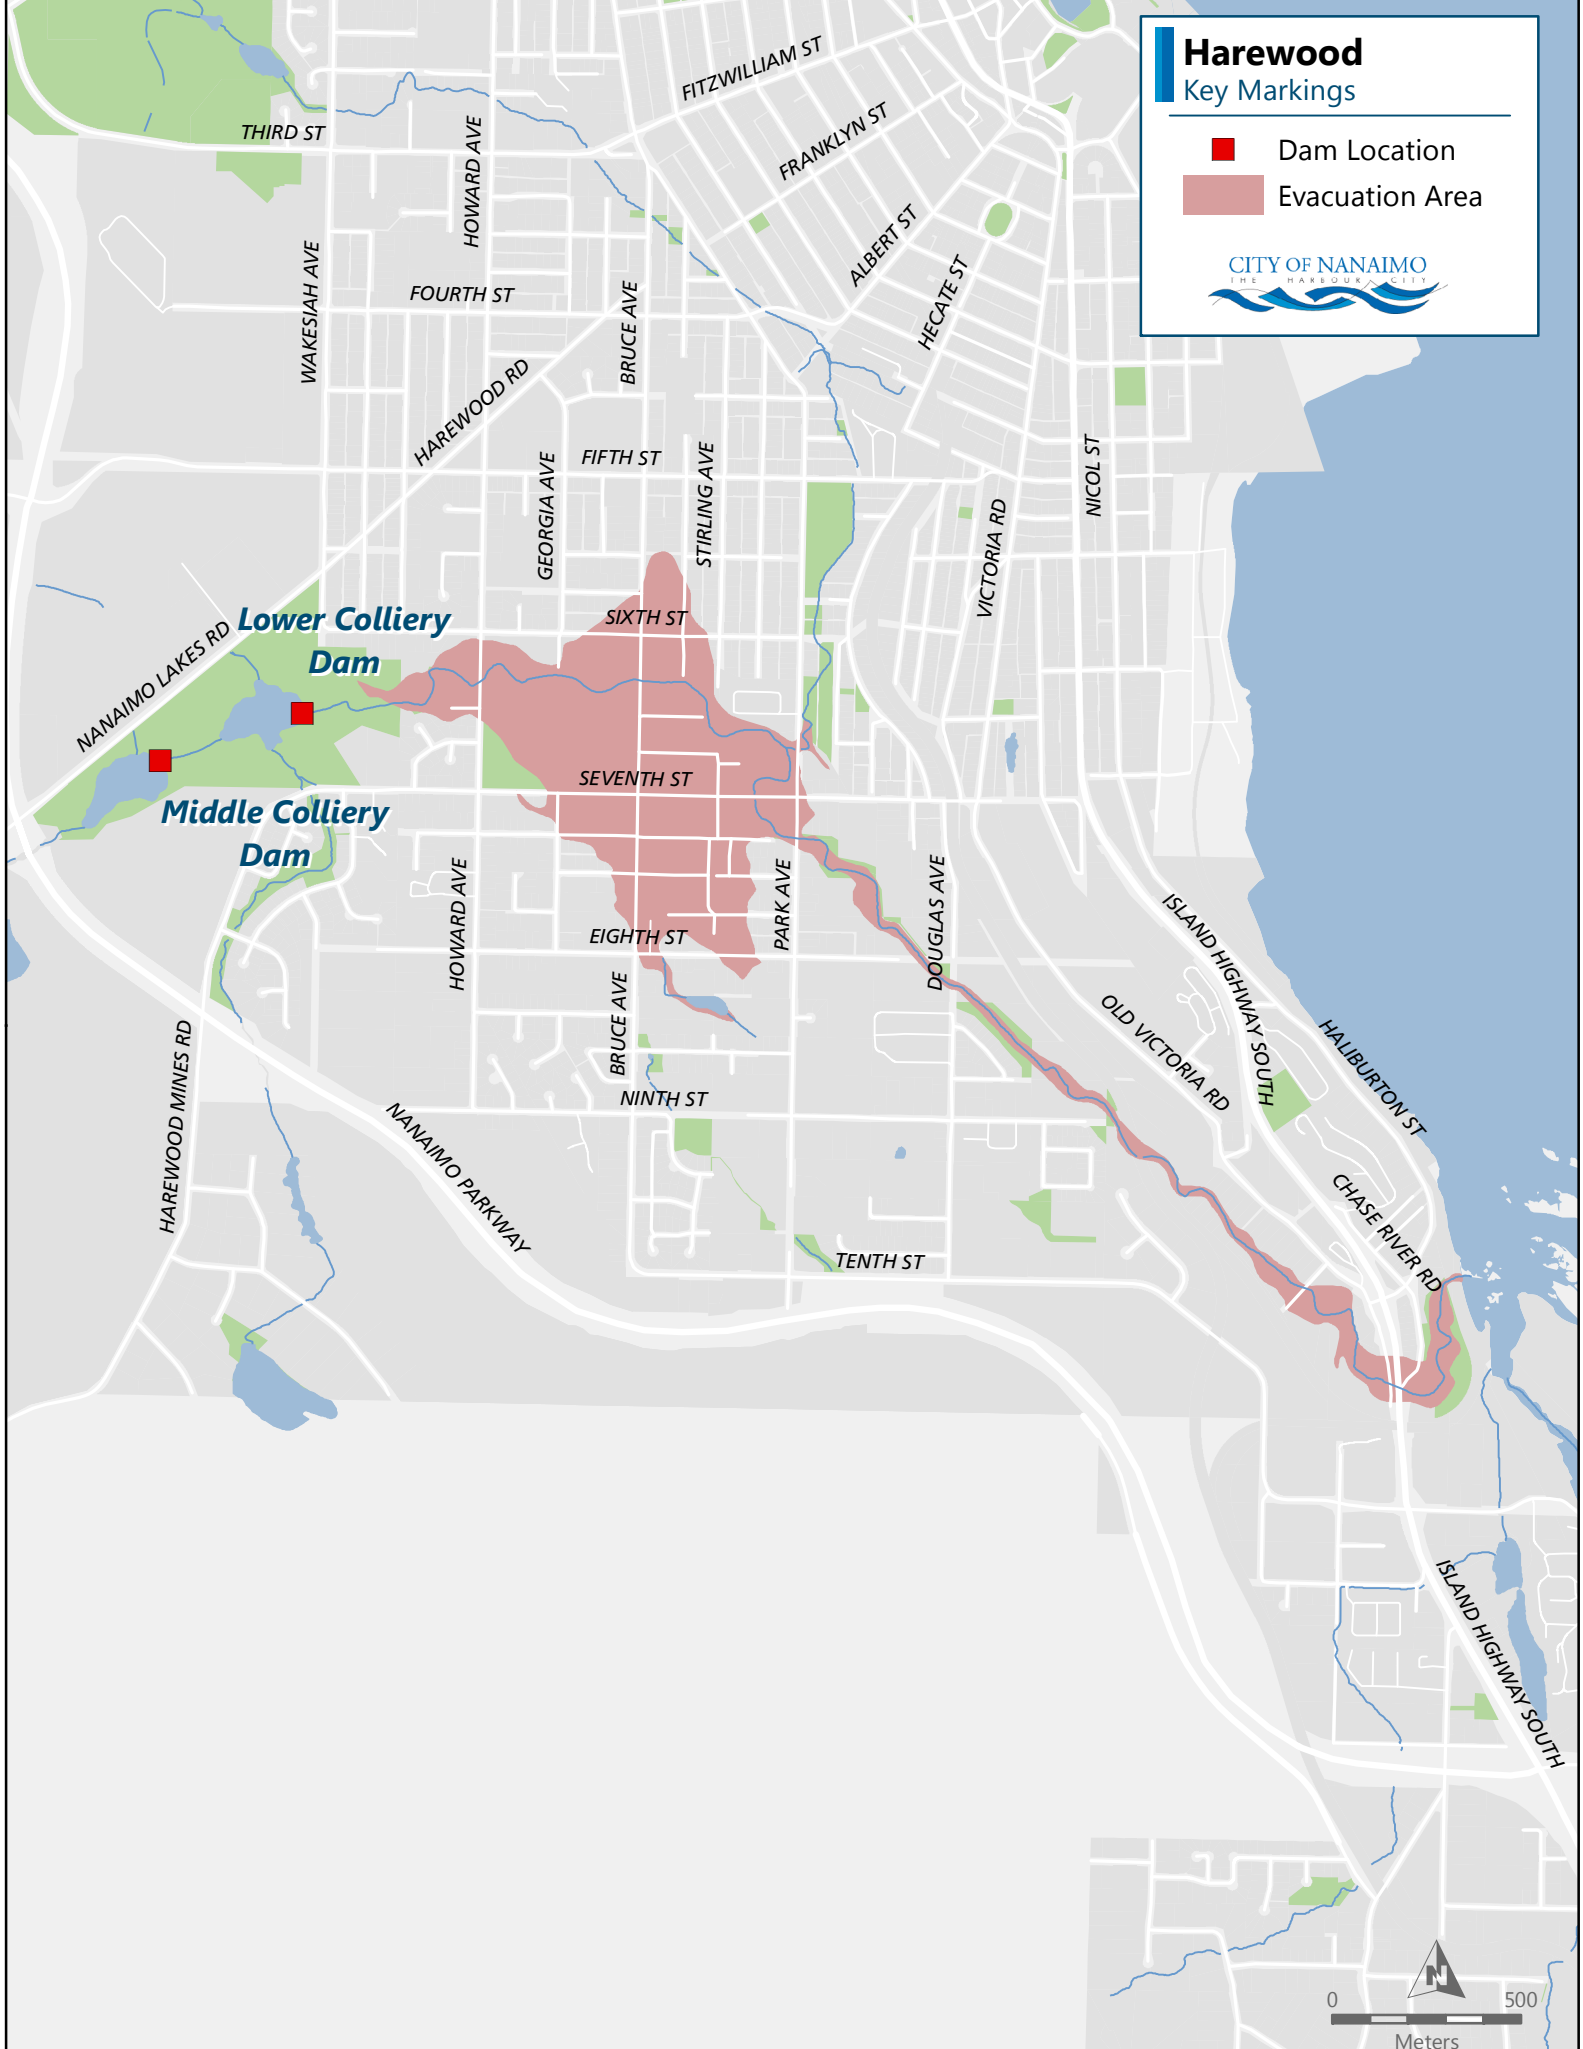 Harewood
Key Markings
Dam Location
Evacuation Area
CITY OF NANAIMO
THE HARBOUR CITY
FITZWILLIAM ST
THIRD ST
HOWARD AVE
FRANKLYN ST
ALBERT ST
HECATE ST
WAKESIAH AVE
FOURTH ST
BRUCE AVE
HAREWOOD RD
FIFTH ST
GEORGIA AVE
STIRLING AVE
NICOL ST
VICTORIA RD
SIXTH ST
Lower Colliery
Dam
NANAIMO LAKES RD
SEVENTH ST
Middle Colliery
Dam
HOWARD AVE
PARK AVE
DOUGLAS AVE
EIGHTH ST
BRUCE AVE
ISLAND HIGHWAY SOUTH
OLD VICTORIA RD
HALIBURTON ST
HAREWOOD MINES RD
NINTH ST
NANAIMO PARKWAY
CHASE RIVER RD
TENTH ST
ISLAND HIGHWAY SOUTH
N
0 500
Meters